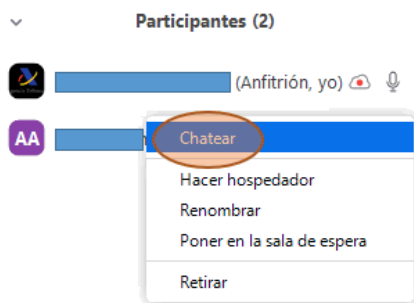 Participantes (2)
(Anfitrión, yo)
AA
Chatear
Hacer hospedador
Renombrar
Poner en la sala de espera
Retirar